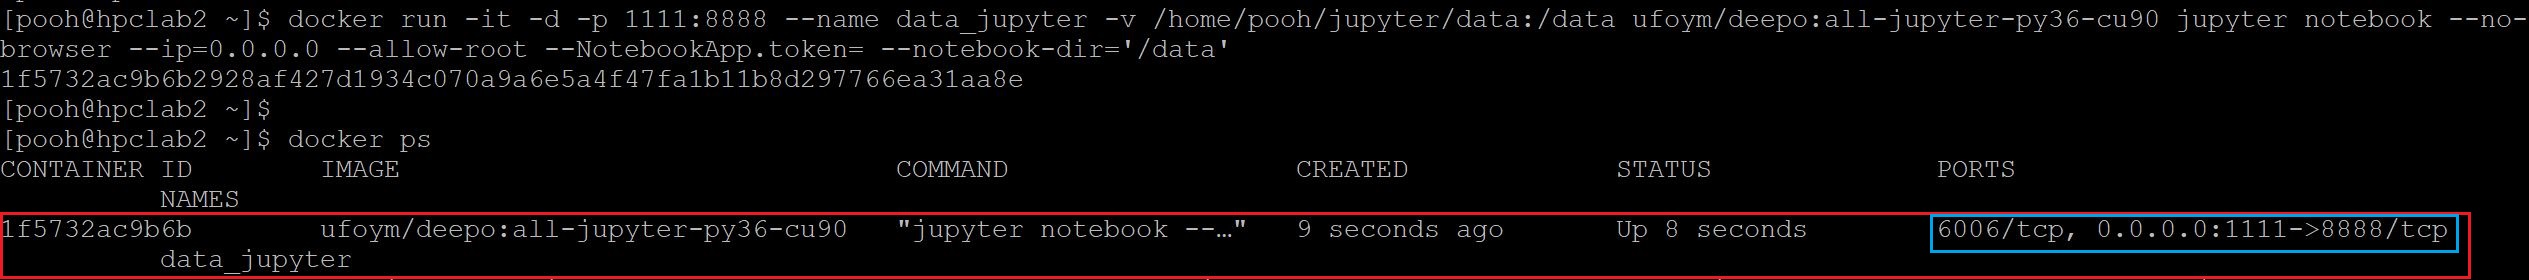 [pooh@hpclab2 ~]$ docker run -it -d -p 1111:8888 --name data_jupyter -v /home/pooh/jupyter/data:/data ufoym/deepo:all-jupyter-py36-cu90 jupyter notebook --no-
browser --ip=0.0.0.0 --allow-root --NotebookApp.token= --notebook-dir='/data'
1f5732ac9b6b2928af427d1934c070a9a6e5a4f47fa1b11b8d297766ea31aa8e
[pooh@hpclab2 ~]$
[pooh@hpclab2 ~]$ docker ps
CONTAINER ID        IMAGE                               COMMAND                  CREATED             STATUS              PORTS
          NAMES
1f5732ac9b6b        ufoym/deepo:all-jupyter-py36-cu90   "jupyter notebook --…"   9 seconds ago       Up 8 seconds        6006/tcp, 0.0.0.0:1111->8888/tcp
          data_jupyter